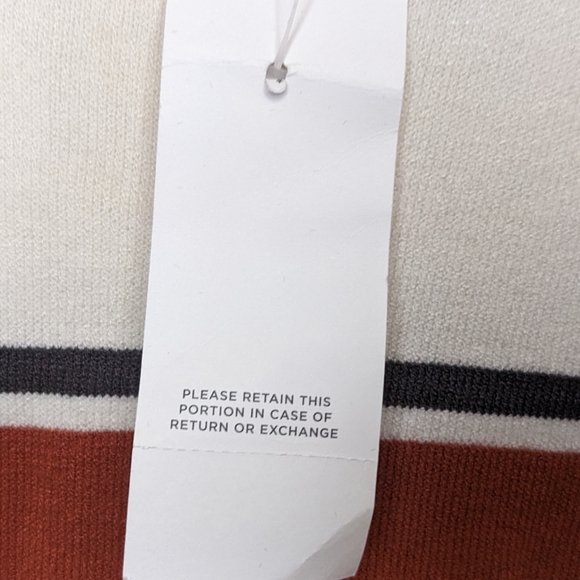 PLEASE RETAIN THIS
PORTION IN CASE OF
RETURN OR EXCHANGE